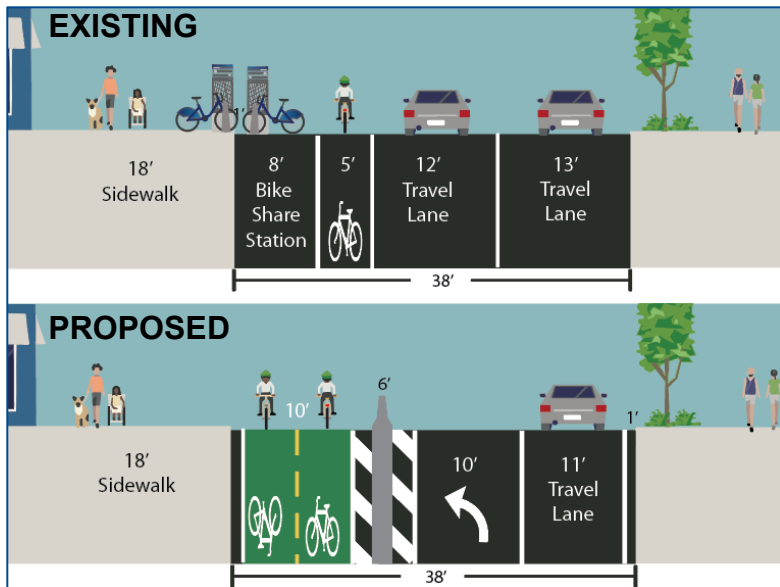 EXISTING
18'
Sidewalk
8'
Bike
Share
Station
5'
12'
Travel
Lane
13'
Travel
Lane
38'
PROPOSED
18'
Sidewalk
10'
6'
10'
11'
Travel
Lane
1'
38'